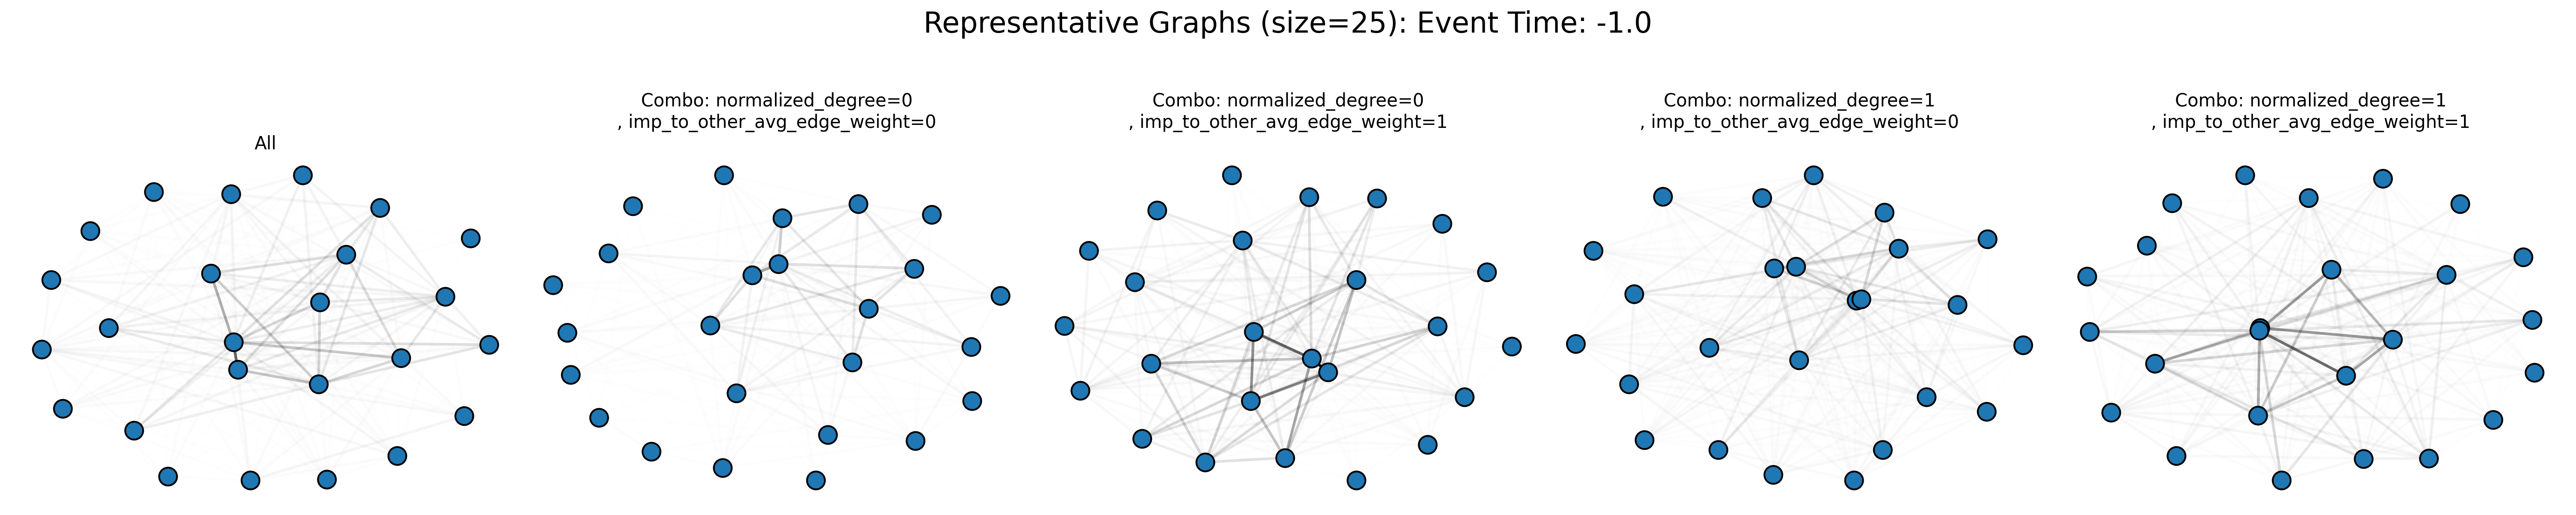 Representative Graphs (size=25): Event Time: -1.0
All
Combo: normalized_degree=0
, imp_to_other_avg_edge_weight=0
Combo: normalized_degree=0
, imp_to_other_avg_edge_weight=1
Combo: normalized_degree=1
, imp_to_other_avg_edge_weight=0
Combo: normalized_degree=1
, imp_to_other_avg_edge_weight=1